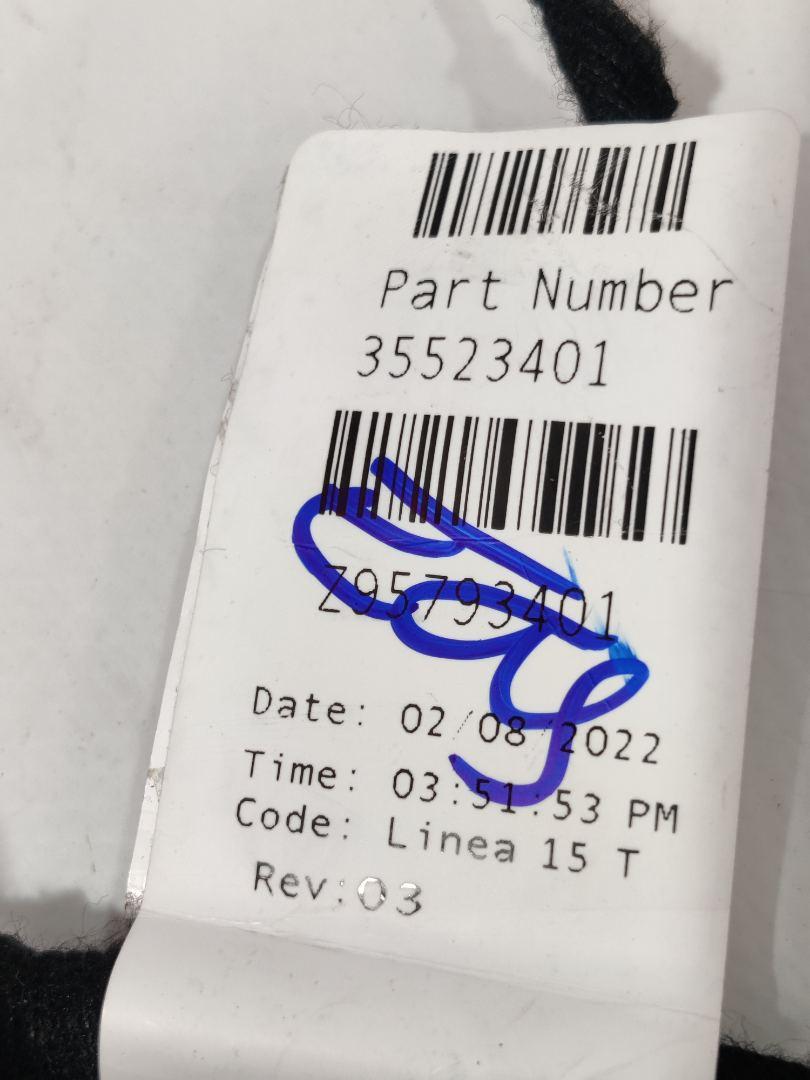 Part Number
35523401
Z95793401
Date: 02/08/2022
Time: 03:51:53 PM
Code: Linea 15 T
Rev:03